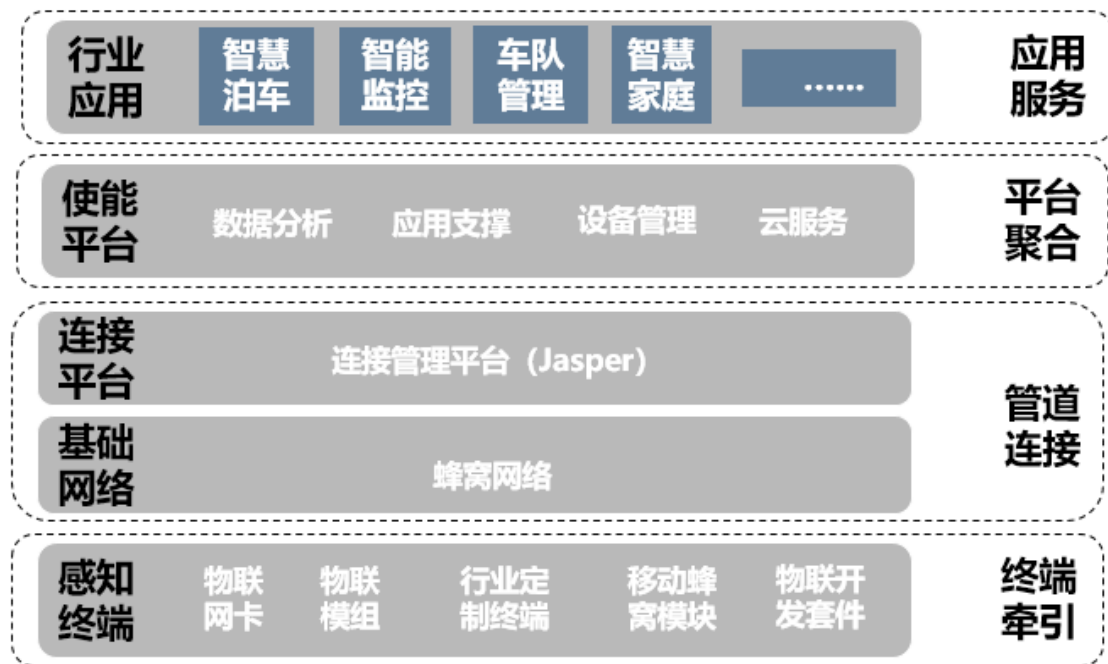 行业
应用
智慧
泊车
智能
监控
车队
管理
智慧
家庭
......
应用
服务
使能
平台
数据分析
应用支撑
设备管理
云服务
平台
聚合
连接
平台
连接管理平台（Jasper）
基础
网络
蜂窝网络
管道
连接
感知
终端
物联
网卡
物联
模组
行业定
制终端
移动蜂
窝模块
物联开
发套件
终端
牵引